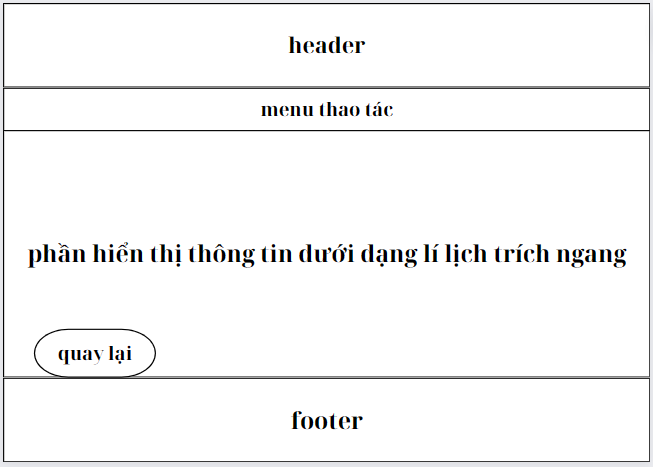 header
menu thao tác
phần hiển thị thông tin dưới dạng lí lịch trích ngang
quay lại
footer